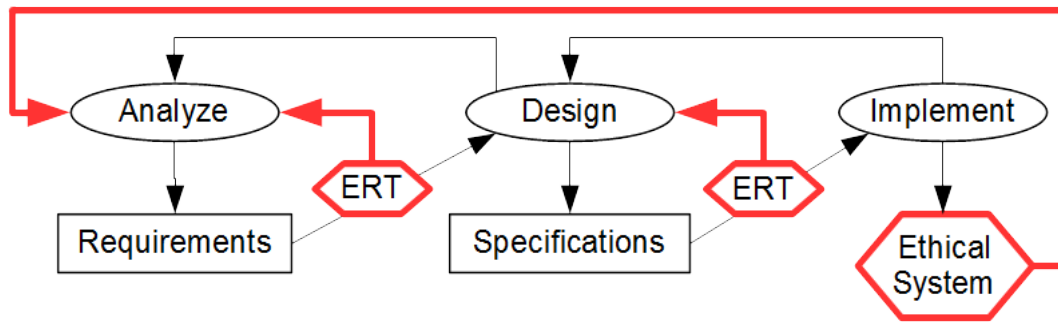 Analyze
Design
Implement
ERT
ERT
Requirements
Specifications
Ethical
System